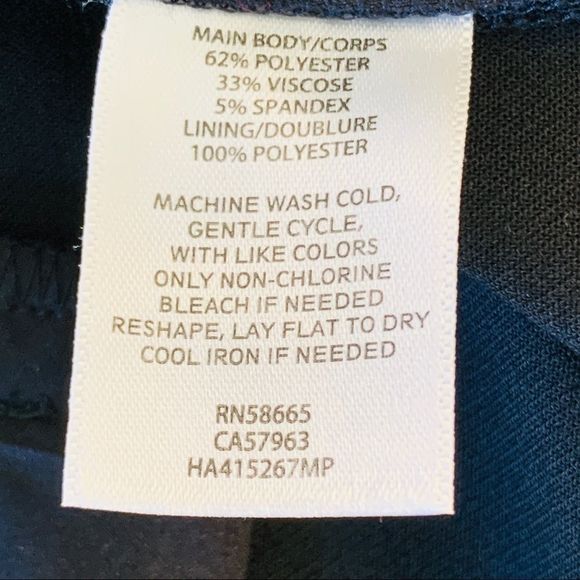 MAIN BODY/CORPS
62% POLYESTER
33% VISCOSE
5% SPANDEX
LINING/DOUBLURE
100% POLYESTER
MACHINE WASH COLD,
GENTLE CYCLE,
WITH LIKE COLORS
ONLY NON-CHLORINE
BLEACH IF NEEDED
RESHAPE, LAY FLAT TO DRY
COOL IRON IF NEEDED
RN58665
CA57963
HA415267MP